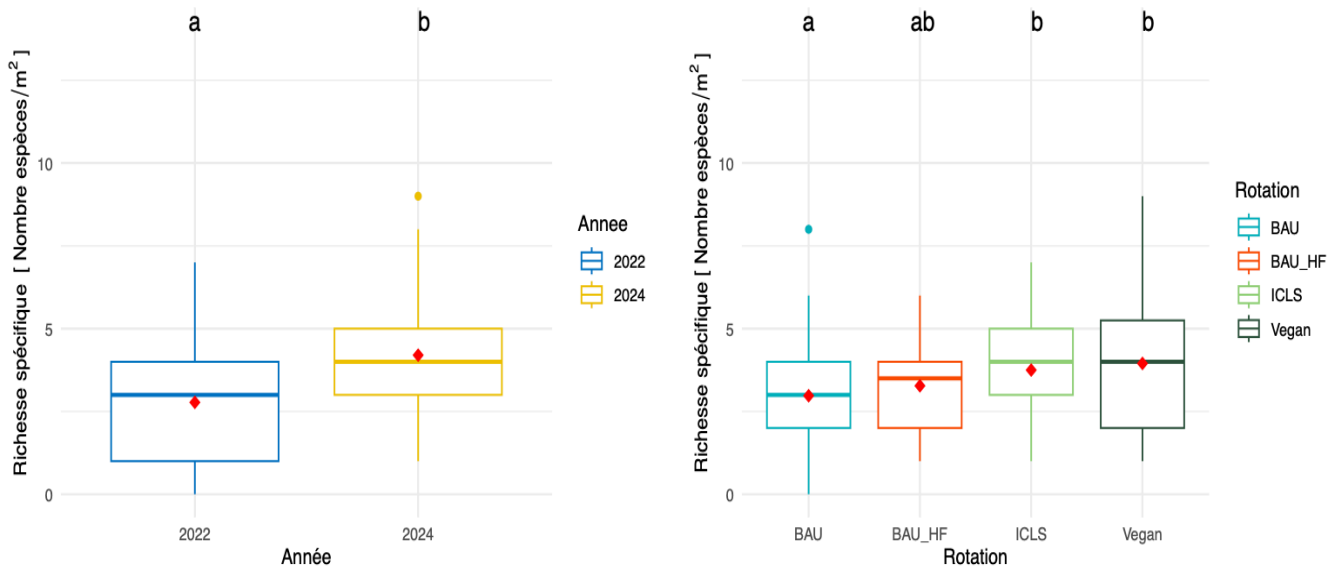 a b
Richesse spécifique [ Nombre espèces/m² ]
10
5
0
2022 2024
Année
Annee
2022
2024
a ab b b
Richesse spécifique [ Nombre espèces/m² ]
10
5
0
BAU BAU_HF ICLS Vegan
Rotation
Rotation
BAU
BAU_HF
ICLS
Vegan